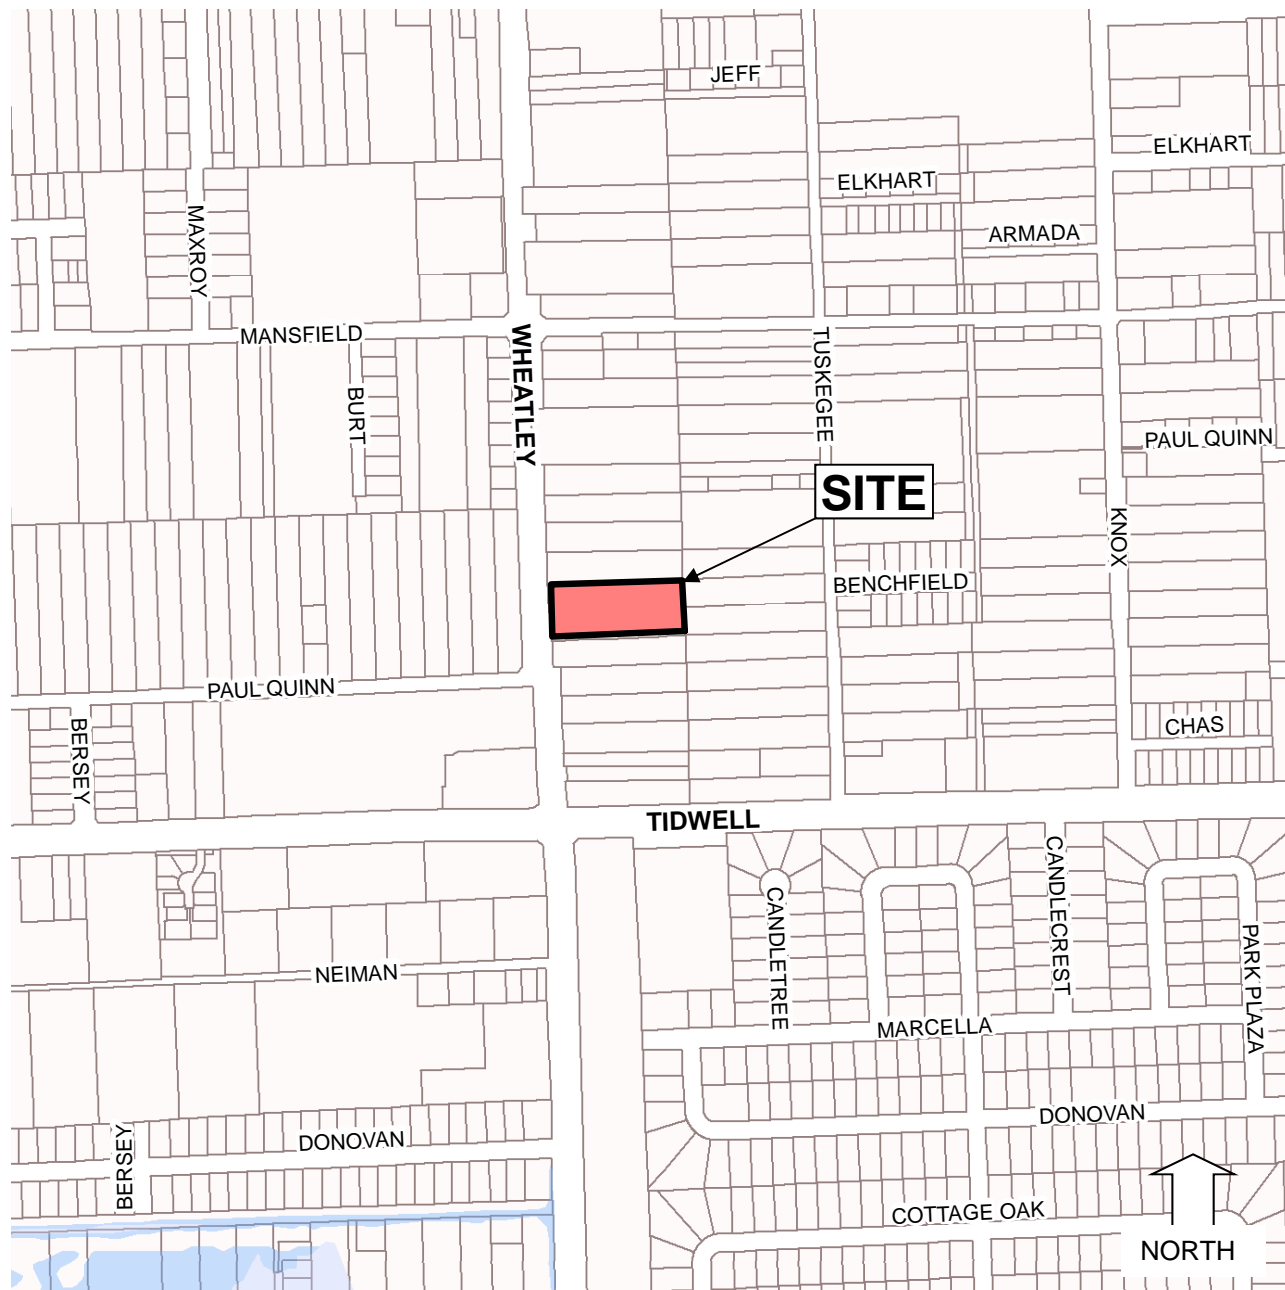 JEFF
ELKHART
ELKHART
MAXROY
ARMADA
MANSFIELD
WHEATLEY
TUSKEGEE
BURT
PAUL QUINN
SITE
KNOX
BENCHFIELD
PAUL QUINN
BERSEY
CHAS
TIDWELL
CANDLETREE
CANDLECREST
PARK PLAZA
NEIMAN
MARCELLA
DONOVAN
BERSEY
DONOVAN
COTTAGE OAK
NORTH